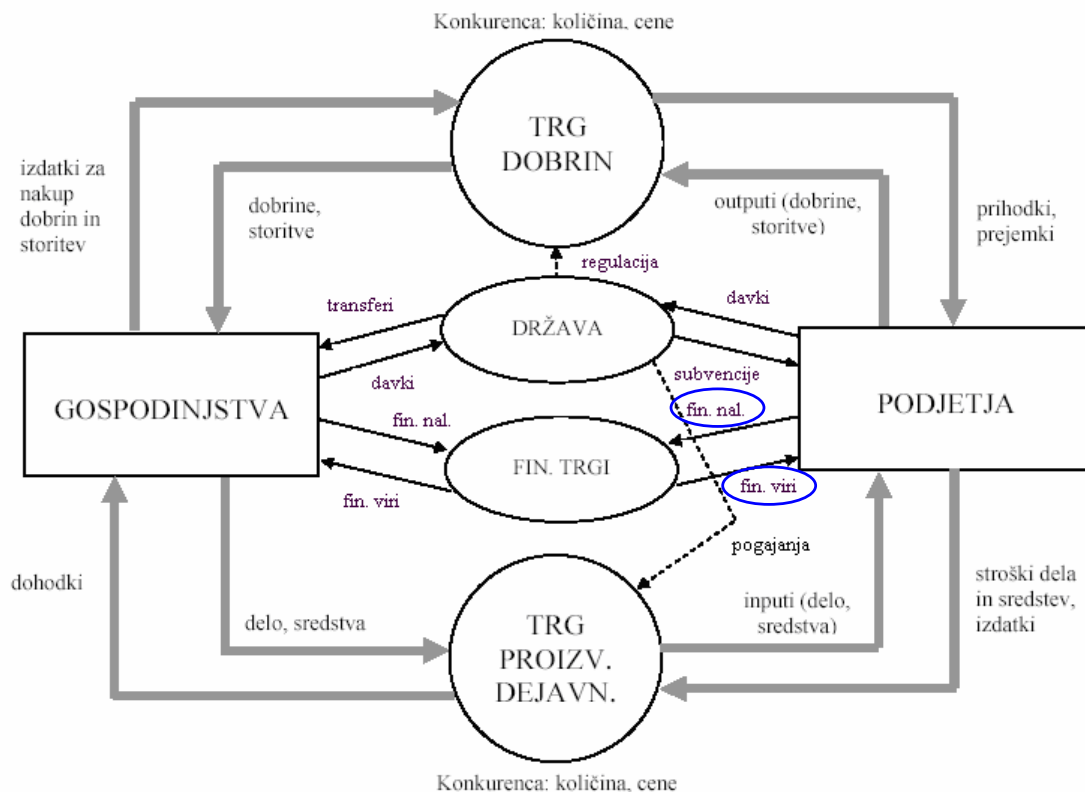 Konkurenca: količina, cene
TRG
DOBRIN
izdatki za
nakup
dobrin in
storitev
dobrine,
storitve
outputi (dobrine,
storitve)
prihodki,
prejemki
regulacija
transferi
davki
DRŽAVA
davki
subvencije
GOSPODINJSTVA
PODJETJA
fin. nal.
fin. nal.
FIN. TRGI
fin. viri
fin. viri
pogajanja
dohodki
delo, sredstva
inputi (delo,
sredstva)
stroški dela
in sredstev,
izdatki
TRG
PROIZV.
DEJAVN.
Konkurenca: količina, cene